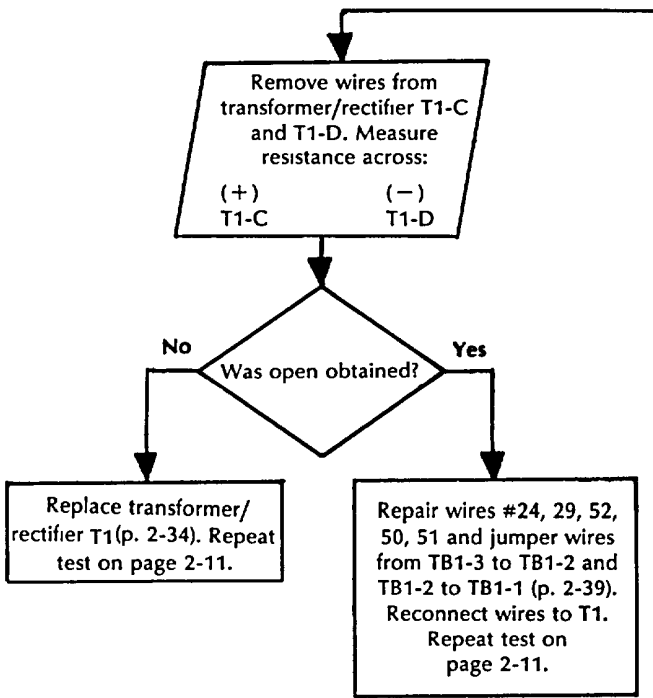 Remove wires from
transformer/rectifier T1-C
and T1-D. Measure
resistance across:
(+) (−)
T1-C T1-D
Was open obtained?
No
Yes
Replace transformer/
rectifier T1(p. 2-34). Repeat
test on page 2-11.
Repair wires #24, 29, 52,
50, 51 and jumper wires
from TB1-3 to TB1-2 and
TB1-2 to TB1-1 (p. 2-39).
Reconnect wires to T1.
Repeat test on
page 2-11.